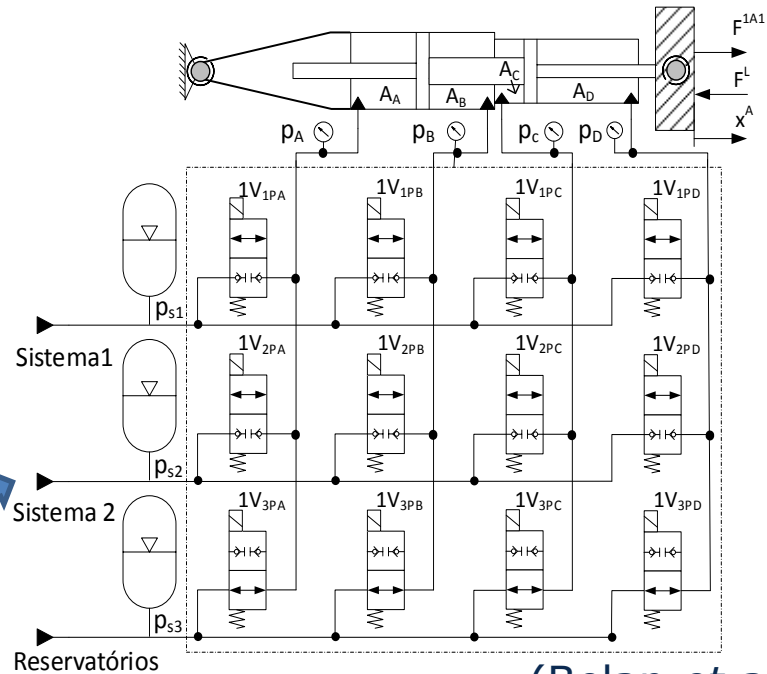 F1A1
AC
FL
AA AB AD
xA
pA pB pc pD
1V1PA 1V1PB 1V1PC 1V1PD
ps1
Sistema1
1V2PA 1V2PB 1V2PC 1V2PD
ps2
Sistema 2
1V3PA 1V3PB 1V3PC 1V3PD
ps3
Reservatórios